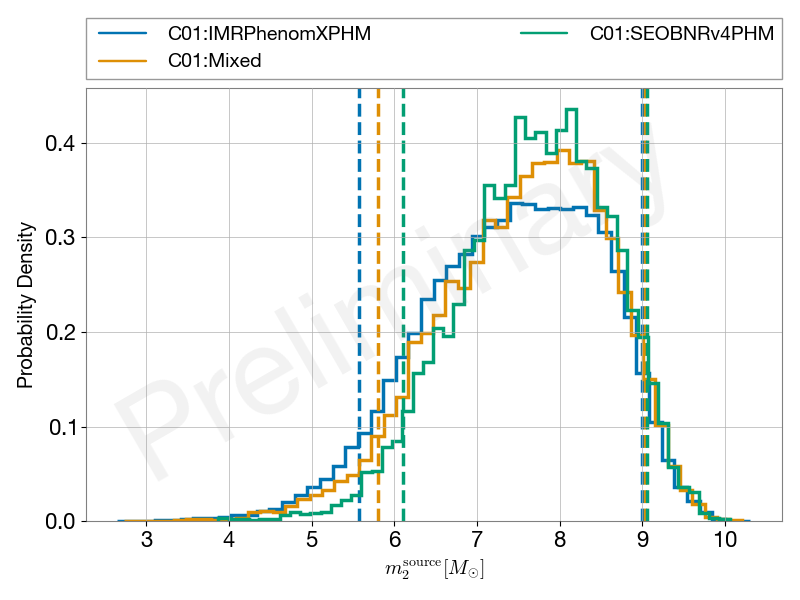 C01:IMRPhenomXPHM
C01:Mixed
C01:SEOBNRv4PHM
Probability Density
0.4
0.3
0.2
0.1
0.0
Preliminary
3 4 5 6 7 8 9 10
m₂^source [M⊙]